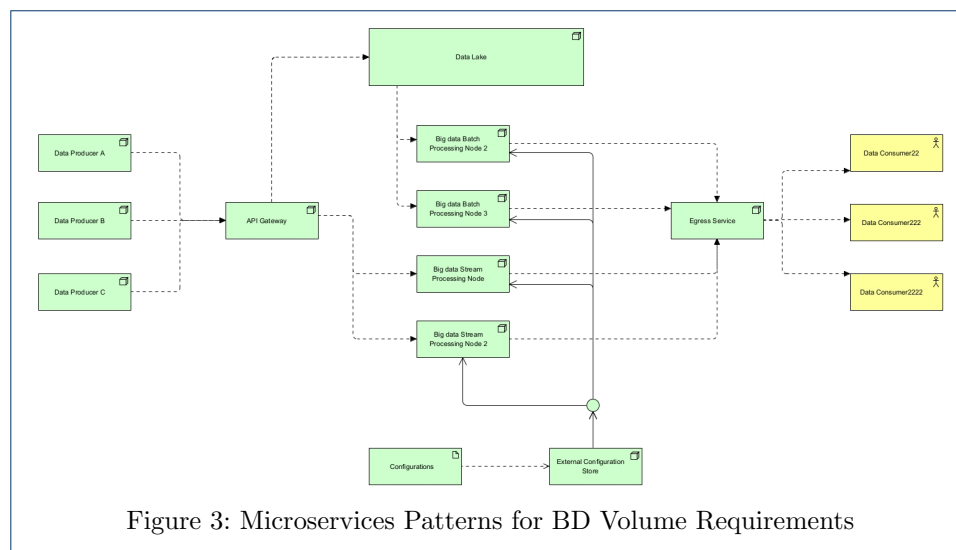 Data Lake
Big data Batch
Processing Node 2
Data Producer A
Data Consumer22
Big data Batch
Processing Node 3
Data Producer B
API Gateway
Egress Service
Data Consumer222
Big data Stream
Processing Node
Data Producer C
Data Consumer2222
Big data Stream
Processing Node 2
Configurations
External Configuration
Store
Figure 3: Microservices Patterns for BD Volume Requirements